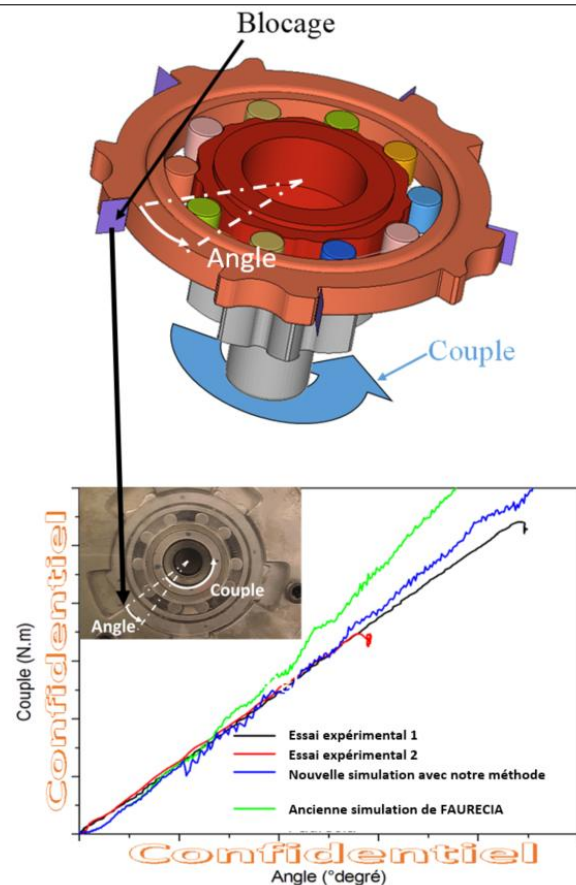 Blocage
Angle
Couple
Couple (N.m)
Confidentiel
Couple
Angle
Essai expérimental 1
Essai expérimental 2
Nouvelle simulation avec notre méthode
Ancienne simulation de FAURECIA
Confidentiel
Angle (°degré)